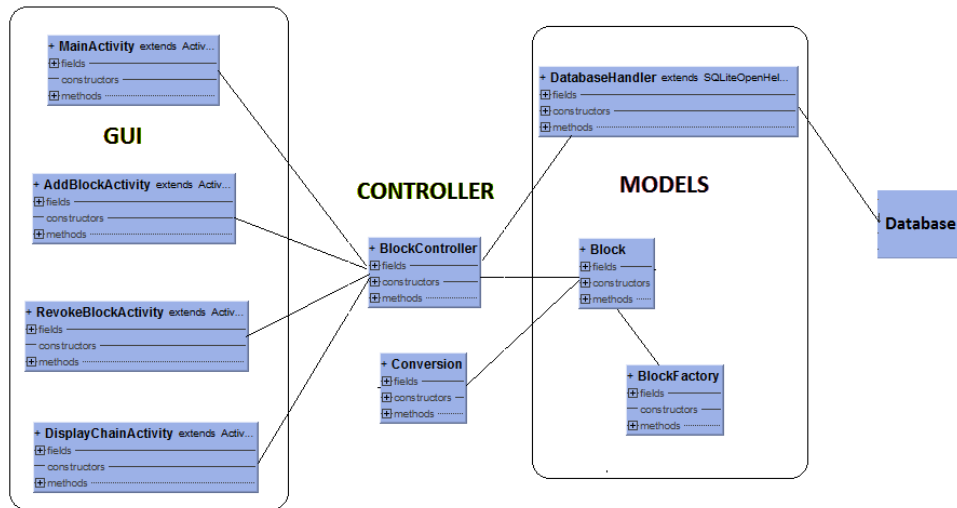 + MainActivity extends Activ...
fields
constructors
methods
GUI
+ AddBlockActivity extends Activ...
fields
constructors
methods
+ RevokeBlockActivity extends Activ...
fields
constructors
methods
+ DisplayChainActivity extends Activ...
fields
constructors
methods
CONTROLLER
+ BlockController
fields
constructors
methods
+ Conversion
fields
constructors
methods
+ DatabaseHandler extends SQLiteOpenHel...
fields
constructors
methods
MODELS
+ Block
fields
constructors
methods
+ BlockFactory
fields
constructors
methods
Database